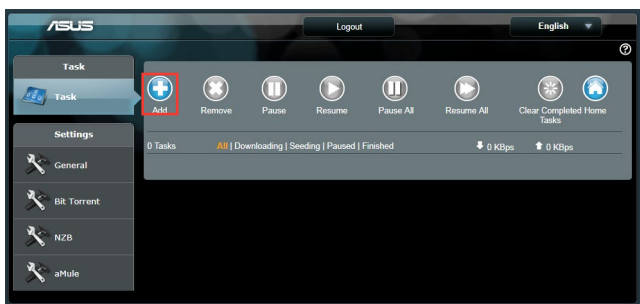 ASUS
Logout
English
Task
Task
Add
Remove
Pause
Resume
Pause All
Resume All
Clear Completed Tasks
Home
0 Tasks
All | Downloading | Seeding | Paused | Finished
0 KBps
0 KBps
Settings
General
Bit Torrent
NZB
aMule